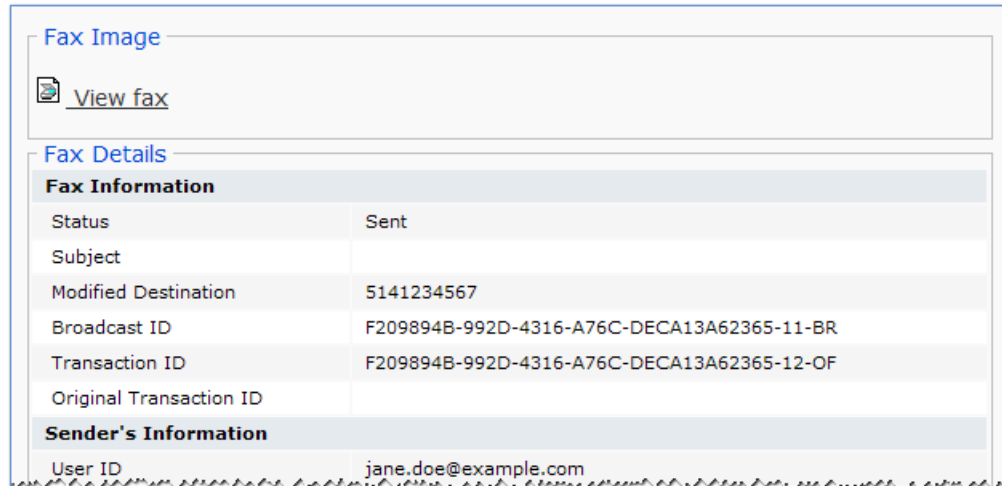 Fax Image
View fax
Fax Details
Fax Information
Status Sent
Subject
Modified Destination 5141234567
Broadcast ID F209894B-992D-4316-A76C-DECA13A62365-11-BR
Transaction ID F209894B-992D-4316-A76C-DECA13A62365-12-OF
Original Transaction ID
Sender's Information
User ID jane.doe@example.com